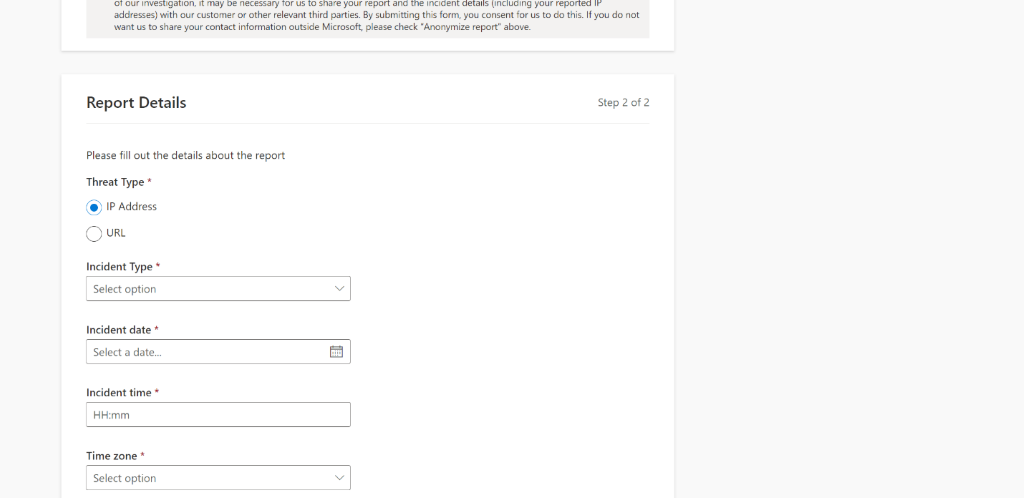 of our investigation, it may be necessary for us to share your report and the incident details (including your reported IP
addresses) with our customer or other relevant third parties. By submitting this form, you consent for us to do this. If you do not
want us to share your contact information outside Microsoft, please check "Anonymize report" above.
Report Details
Step 2 of 2
Please fill out the details about the report
Threat Type *
IP Address
URL
Incident Type *
Select option
Incident date *
Select a date...
Incident time *
HH:mm
Time zone *
Select option